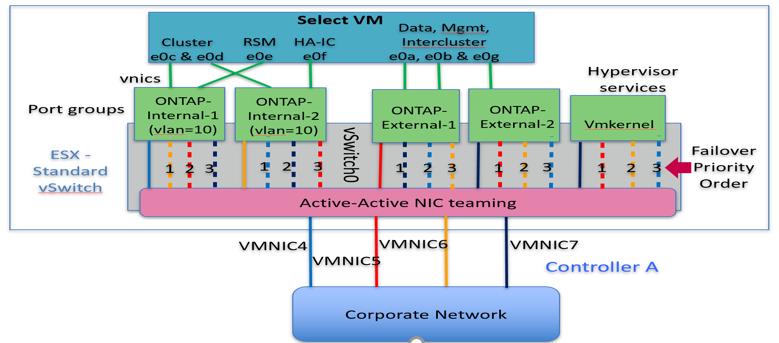 Select VM
Cluster
e0c & e0d
RSM
e0e
HA-IC
e0f
Data, Mgmt,
Intercluster
e0a, e0b & e0g
vnics
Hypervisor
services
Port groups
ONTAP-
Internal-1
(vlan=10)
ONTAP-
Internal-2
(vlan=10)
ONTAP-
External-1
ONTAP-
External-2
Vmkernel
vSwitch0
ESX -
Standard
vSwitch
1 2 3
1 2 3
1 2 3
1 2 3
1 2 3
Failover
Priority
Order
Active-Active NIC teaming
VMNIC4
VMNIC5
VMNIC6
VMNIC7
Controller A
Corporate Network